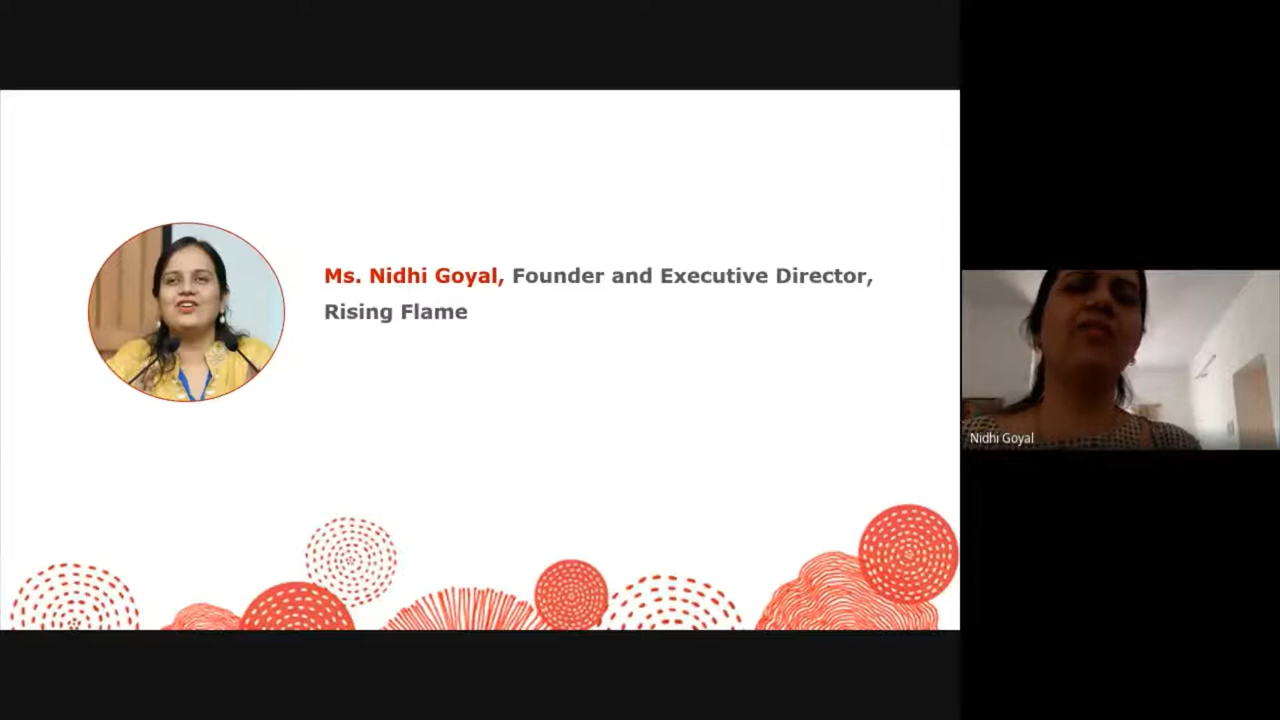 Ms. Nidhi Goyal, Founder and Executive Director,
Rising Flame
Nidhi Goyal